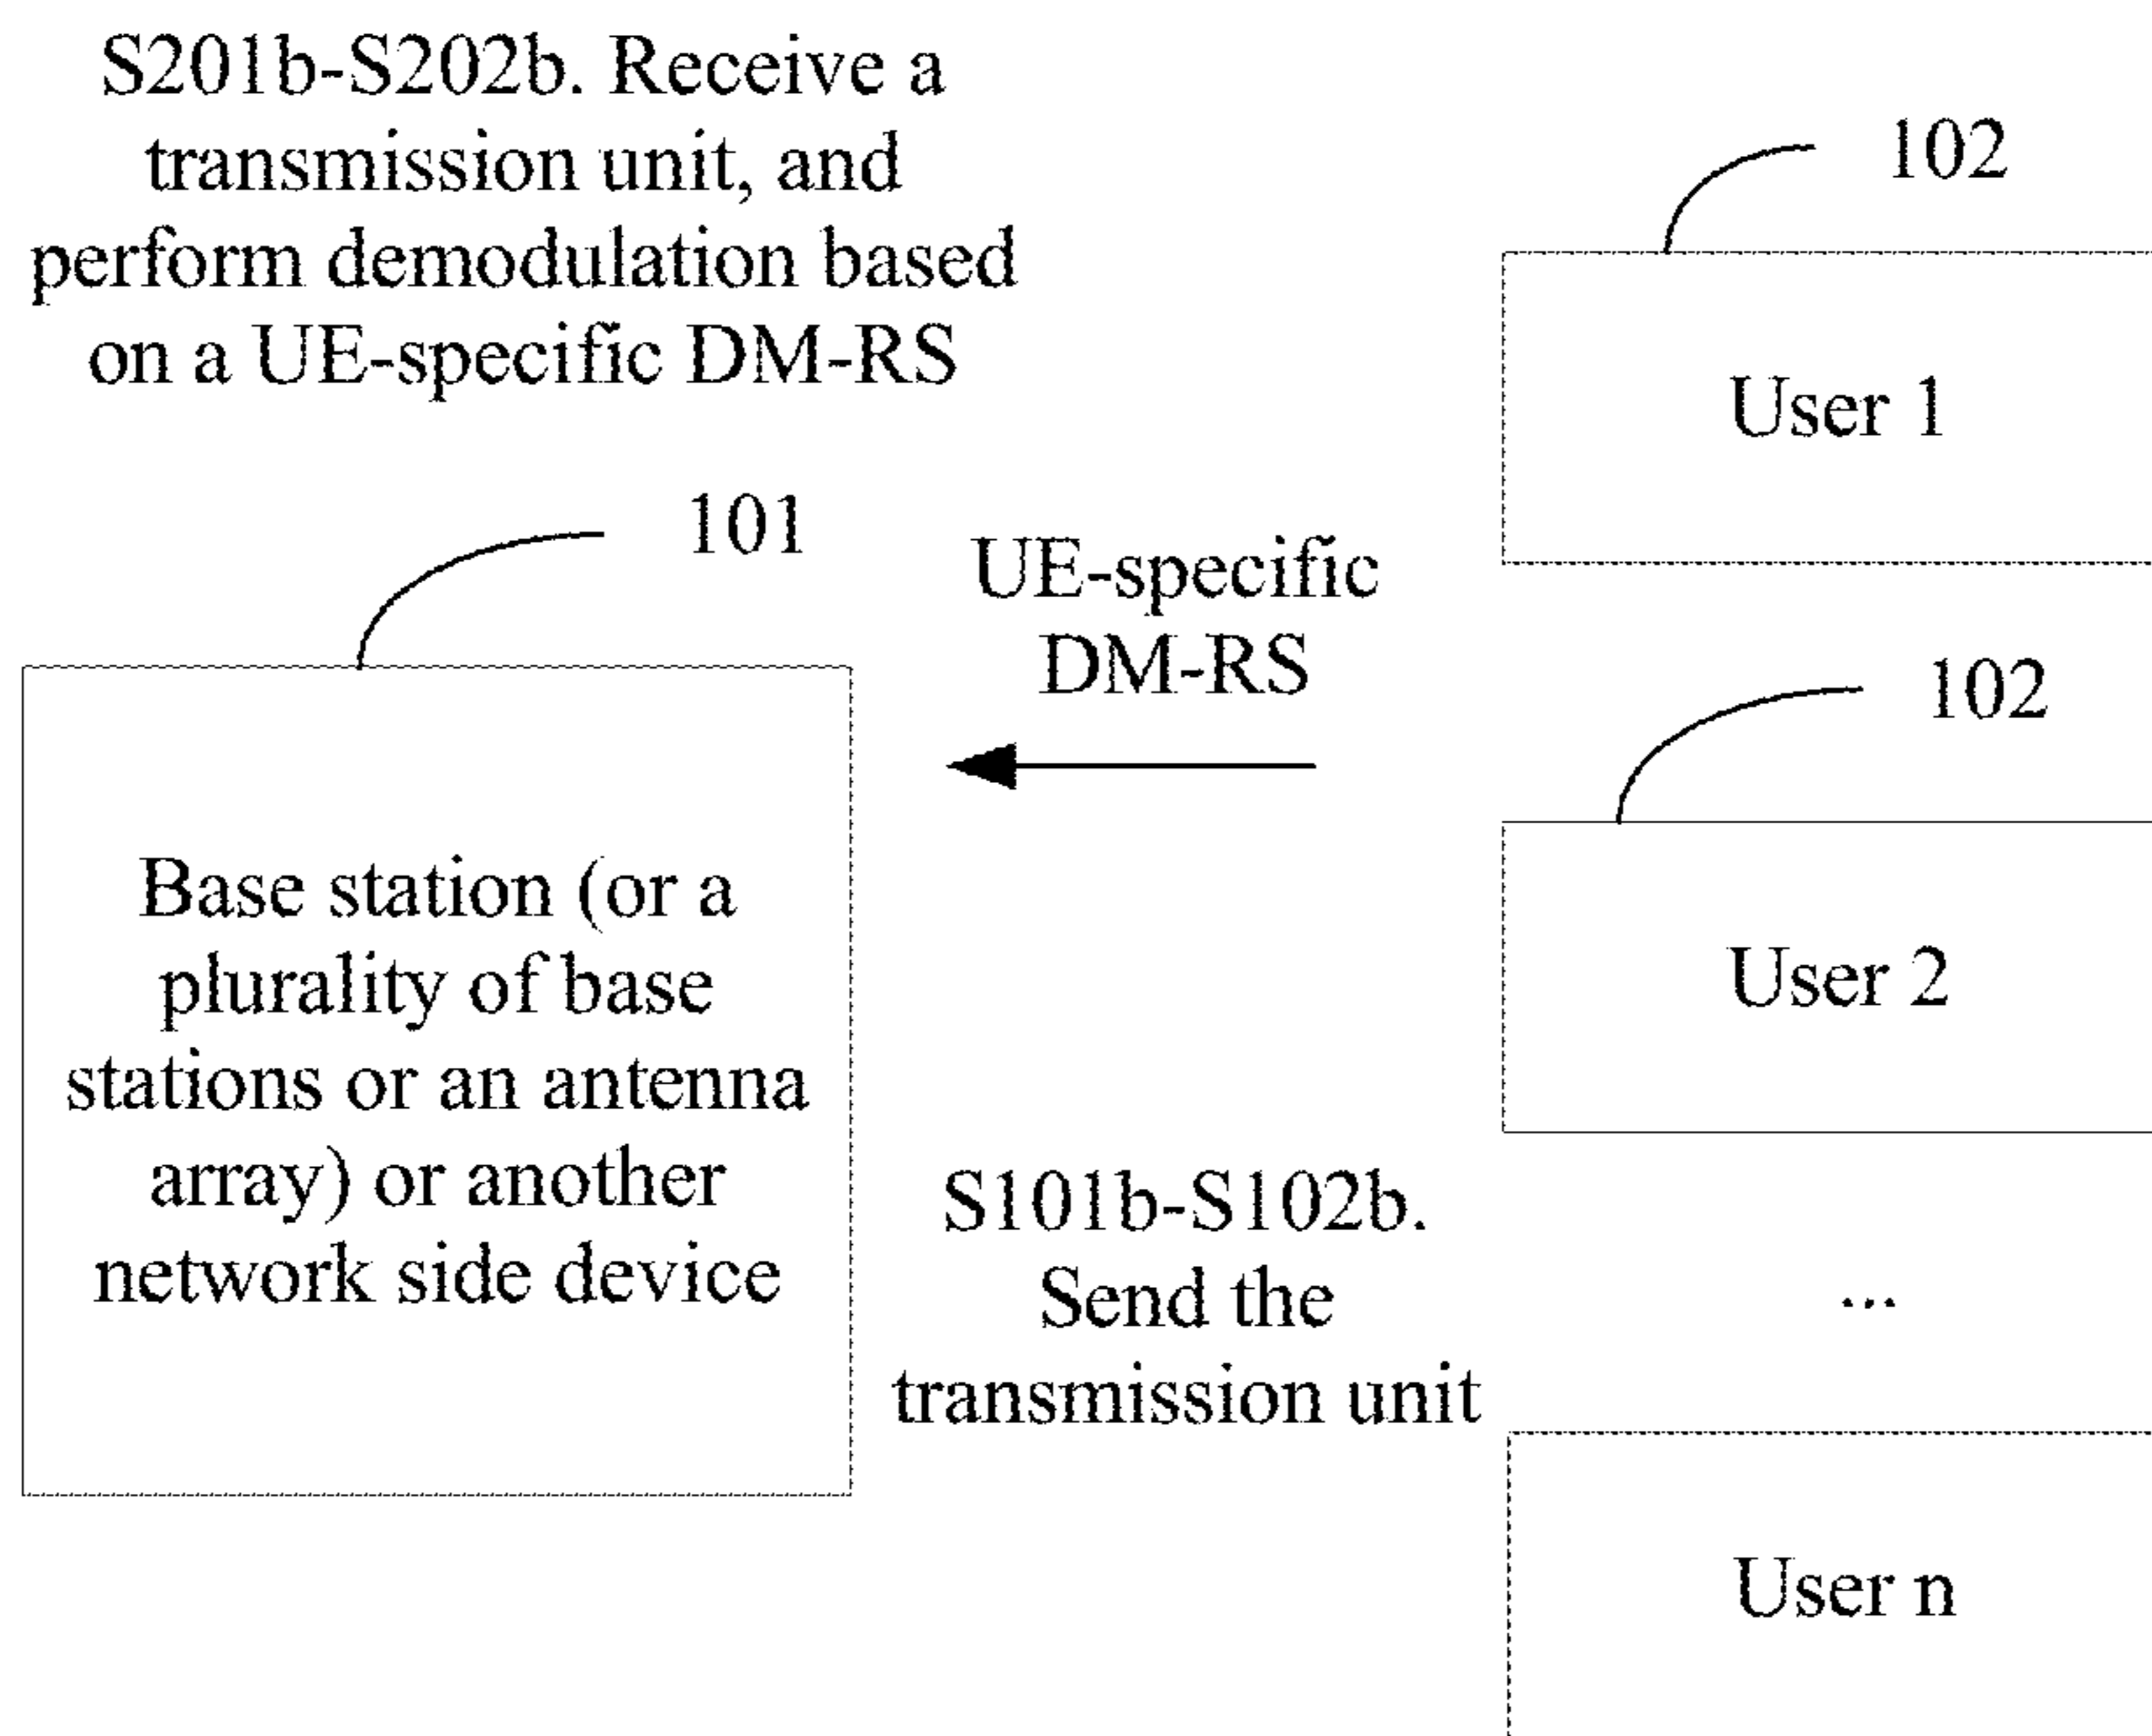 S201b-S202b. Receive a
transmission unit, and
perform demodulation based
on a UE-specific DM-RS
102
User 1
101
UE-specific
DM-RS
102
Base station (or a
plurality of base
stations or an antenna
array) or another
network side device
User 2
S101b-S102b.
Send the
transmission unit
...
User n